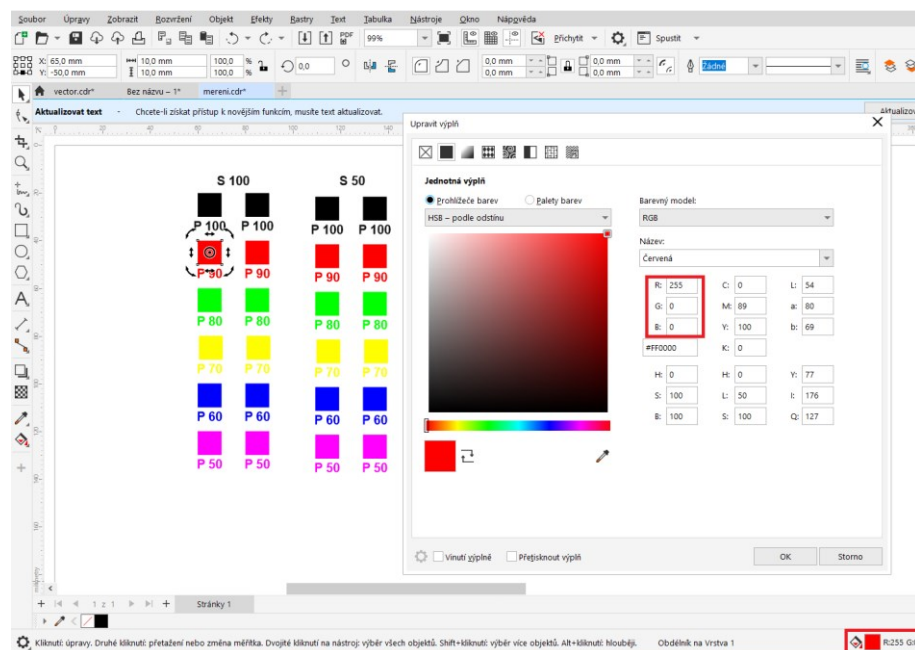 Soubor Úpravy Zobrazit Rozvržení Objekt Efekty Rastry Text Tabulka Nástroje Okno Nápověda
PDF 99% Přichytit Spustit
X: 65,0 mm 10,0 mm 100,0 % 0,0 ° 0,0 mm 0,0 mm Žádné
Y: -50,0 mm 10,0 mm 100,0 % 0,0 mm 0,0 mm
vector.cdr* Bez názvu – 1* mereni.cdr*
Aktualizovat text - Chcete-li získat přístup k novějším funkcím, musíte text aktualizovat. Aktualizov
Upravit výplň
Jednotná výplň
Prohlížeče barev Palety barev Barevný model:
HSB – podle odstínu RGB
Název:
Červená
R: 255 C: 0 L: 54
G: 0 M: 89 a: 80
B: 0 Y: 100 b: 69
#FF0000 K: 0
H: 0 H: 0 Y: 77
S: 100 L: 50 I: 176
B: 100 S: 100 Q: 127
Vinutí výplně Přetisknout výplň OK Storno
S 100 S 50
P 100 P 100 P 100 P 100
P 90 P 90 P 90 P 90
P 80 P 80 P 80 P 80
P 70 P 70 P 70 P 70
P 60 P 60 P 60 P 60
P 50 P 50 P 50 P 50
1 z 1 Stránky 1
Kliknutí: úpravy. Druhé kliknutí: přetažení nebo změna měřítka. Dvojité kliknutí na nástroj: výběr všech objektů. Shift+kliknutí: výběr více objektů. Alt+kliknutí: hlouběji. Obdélník na Vrstva 1 R:255 G: